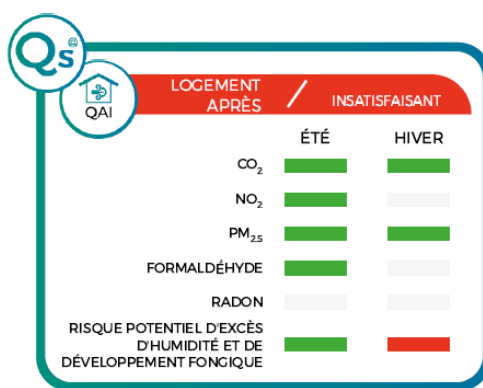 Qs
@
QAI
LOGEMENT
APRÈS
/
INSATISFAISANT
ÉTÉ HIVER
CO₂
NO₂
PM₂.₅
FORMALDÉHYDE
RADON
RISQUE POTENTIEL D'EXCÈS
D'HUMIDITÉ ET DE
DÉVELOPPEMENT FONGIQUE